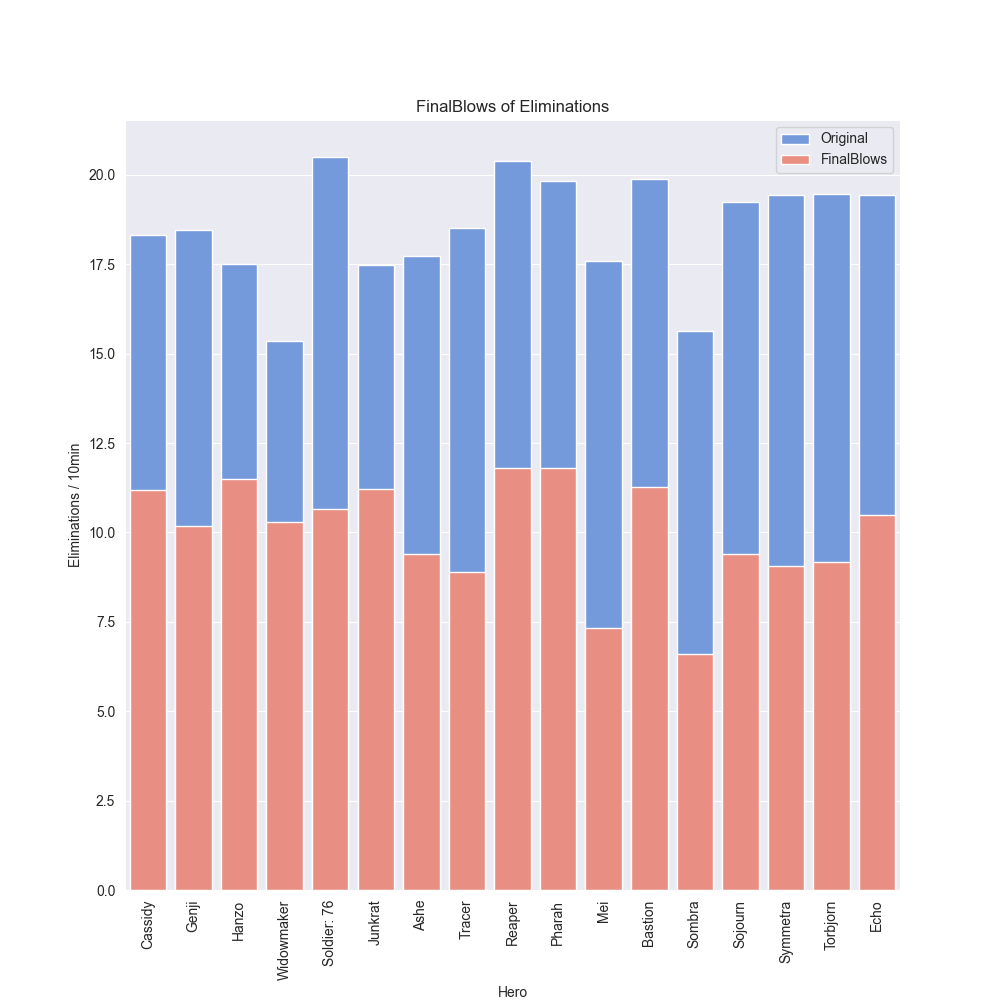 FinalBlows of Eliminations
Original
FinalBlows
20.0
17.5
15.0
12.5
10.0
7.5
5.0
2.5
0.0
Eliminations / 10min
Cassidy
Genji
Hanzo
Widowmaker
Soldier: 76
Junkrat
Ashe
Tracer
Reaper
Pharah
Mei
Bastion
Sombra
Sojourn
Symmetra
Torbjorn
Echo
Hero